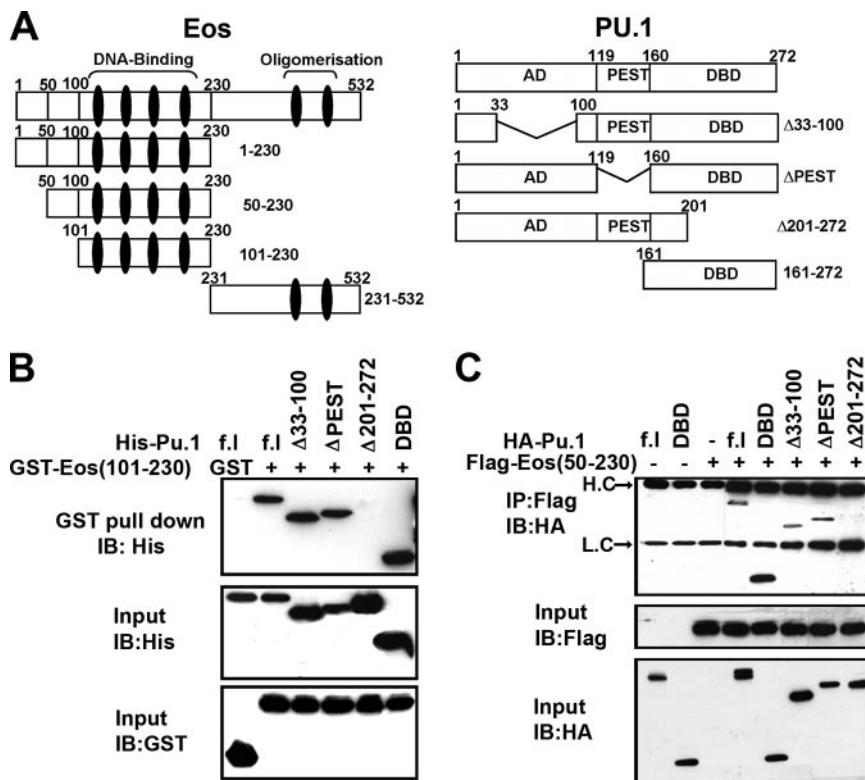 A
Eos
PU.1
DNA-Binding
Oligomerisation
1 50 100 230 532
1 50 100 230
1-230
50 100 230
50-230
101 230
101-230
231 532
231-532
1 119 160 272
AD PEST DBD
1 33 100
PEST DBD Δ33-100
1 119 160
AD DBD ΔPEST
1 201
AD PEST Δ201-272
161
DBD 161-272
B
His-Pu.1 f.l f.l Δ33-100 ΔPEST Δ201-272 DBD
GST-Eos(101-230) GST + + + + +
GST pull down
IB: His
Input
IB:His
Input
IB:GST
C
HA-Pu.1 f.l DBD - f.l DBD Δ33-100 ΔPEST Δ201-272
Flag-Eos(50-230) - - + + + + + +
H.C→
IP:Flag
IB:HA
L.C→
Input
IB:Flag
Input
IB:HA